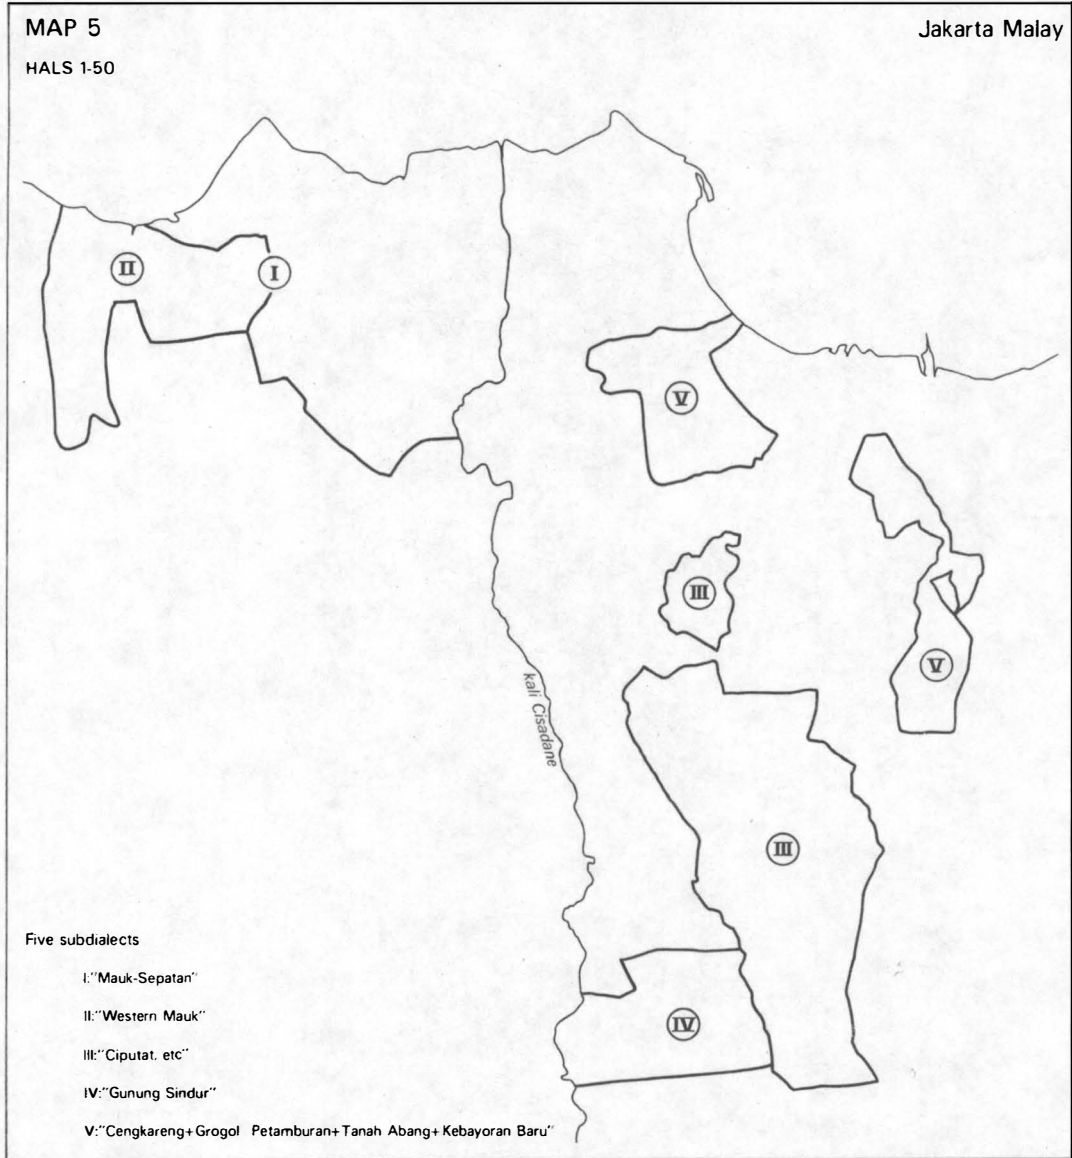 MAP 5
Jakarta Malay
HALS 1-50
II
I
V
III
V
kali Cisadane
III
IV
Five subdialects
I:"Mauk-Sepatan"
II:"Western Mauk"
III:"Ciputat. etc"
IV:"Gunung Sindur"
V:"Cengkareng+Grogol Petamburan+Tanah Abang+Kebayoran Baru"